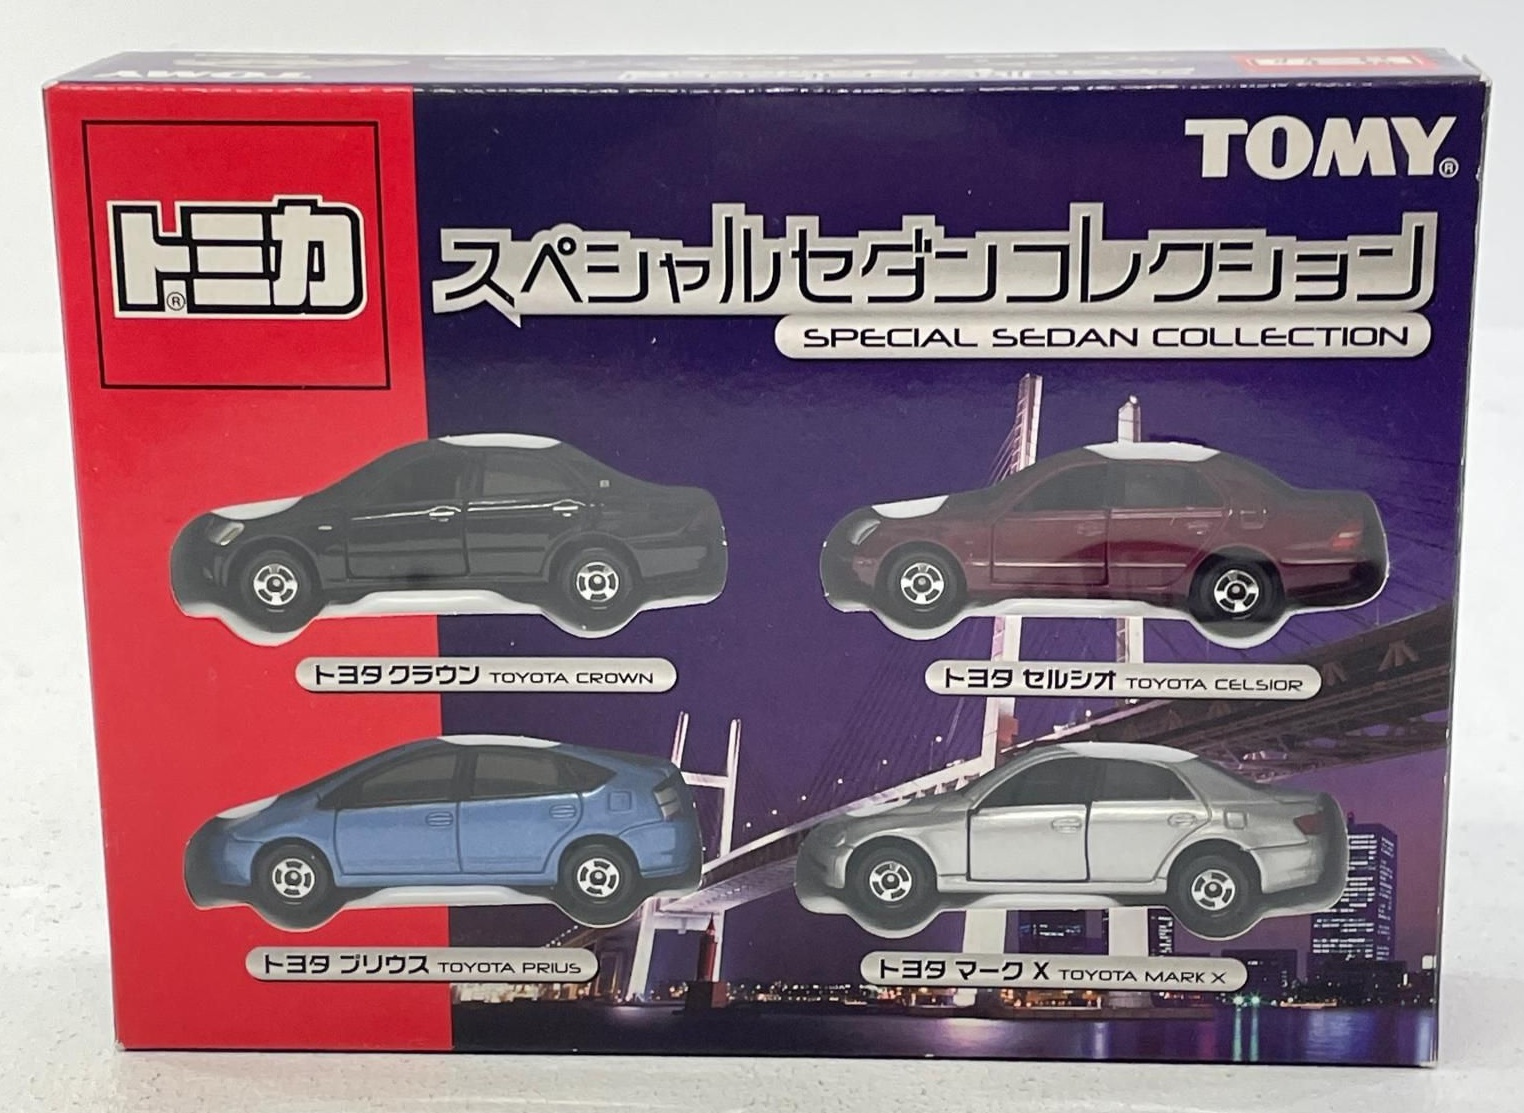 TOMY
トミカ®
TOMY®
スペシャルセダンコレクション
SPECIAL SEDAN COLLECTION
トヨタ クラウン TOYOTA CROWN
トヨタ セルシオ TOYOTA CELSIOR
トヨタ プリウス TOYOTA PRIUS
トヨタ マークX TOYOTA MARK X